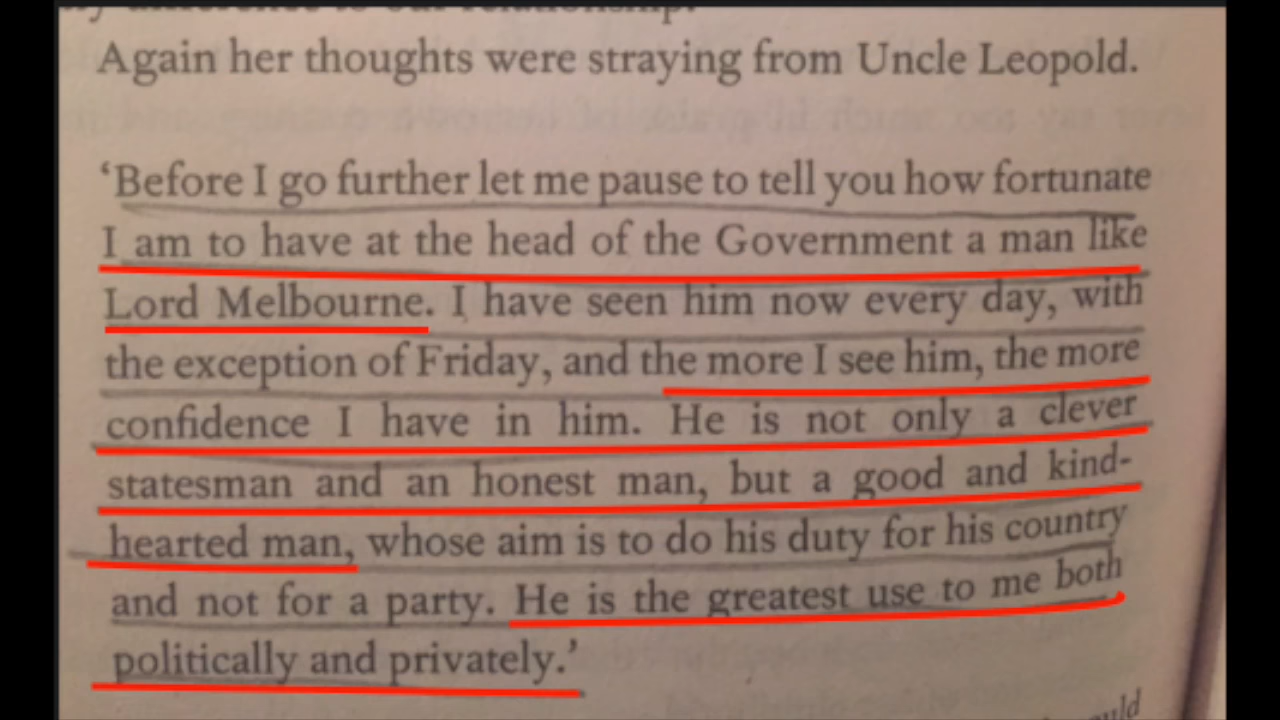 Again her thoughts were straying from Uncle Leopold.
‘Before I go further let me pause to tell you how fortunate
I am to have at the head of the Government a man like
Lord Melbourne. I have seen him now every day, with
the exception of Friday, and the more I see him, the more
confidence I have in him. He is not only a clever
statesman and an honest man, but a good and kind-
hearted man, whose aim is to do his duty for his country
and not for a party. He is the greatest use to me both
politically and privately.’